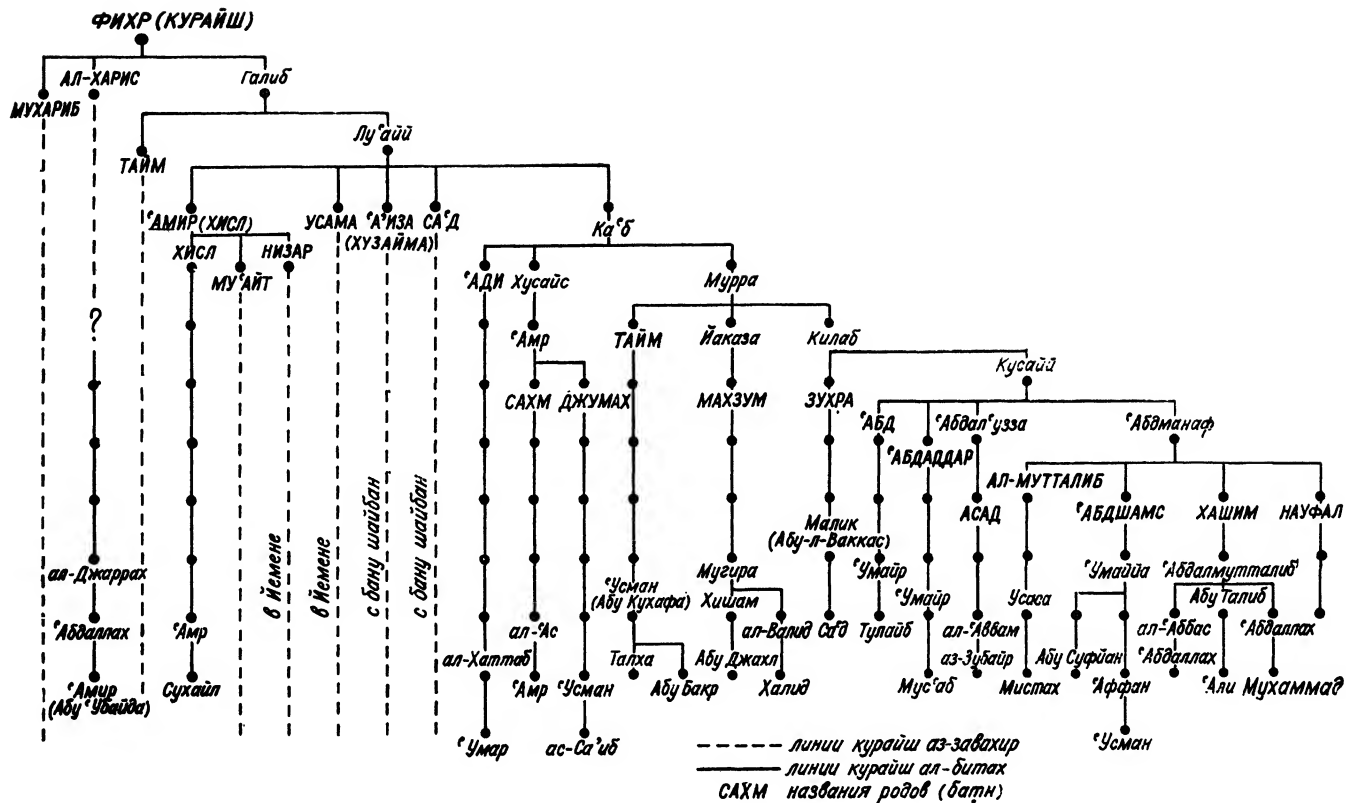 ФИХР (КУРАЙШ)
АЛ-ХАРИС
Галиб
МУХАРИБ
Лу‘айй
ТАЙМ
‘АМИР (ХИСЛ)
УСАМА
‘А’ИЗА
(ХУЗАЙМА)
СА‘Д
Ка‘б
ХИСЛ
МУ‘АЙТ
НИЗАР
‘АДИ
Хусайс
Мурра
?
‘Амр
ТАЙМ
Йаказа
Килаб
Кусайй
САХМ
ДЖУМАХ
МАХЗУМ
ЗУХРА
‘АБД
‘АБДАДДАР
‘Абдал‘узза
‘Абдманаф
АЛ-МУТТАЛИБ
АСАД
‘АБДШАМС
ХАШИМ
НАУФАЛ
в Йемене
в Йемене
с бану шайбан
с бану шайбан
Малик
(Абу-л-Ваккас)
ал-Джаррах
Мугира
‘Умайр
‘Умаййа
‘Абдалмутталиб
‘Усман
(Абу Кухафа)
Хишам
‘Умайр
Усаса
Абу Талиб
‘Абдаллах
‘Амр
ал-‘Ас
ал-Валид
Са‘д
Тулайб
ал-‘Аввам
ал-‘Аббас
‘Абдаллах
ал-Хаттаб
Талха
Абу Джахл
аз-Зубайр
Абу Суфйан
‘Абдаллах
‘Амир
(Абу ‘Убайда)
Сухайл
‘Амр
‘Усман
Абу Бакр
Халид
Мус‘аб
Мистах
‘Аффан
‘Али
Мухаммад
‘Умар
ас-Са’иб
‘Усман
линии курайш аз-завахир
линии курайш ал-битах
САХМ названия родов (батн)